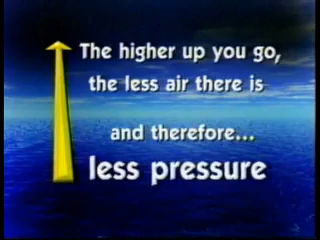 The higher up you go,
the less air there is
and therefore...
less pressure